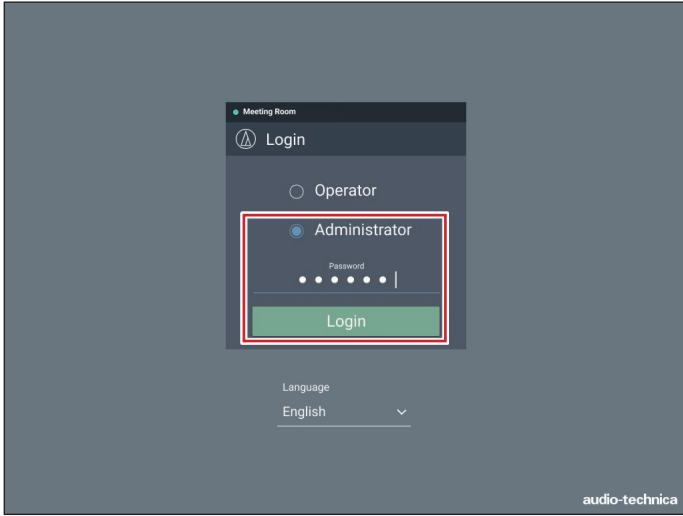 Meeting Room
Login
Operator
Administrator
Password
Login
Language
English
audio-technica